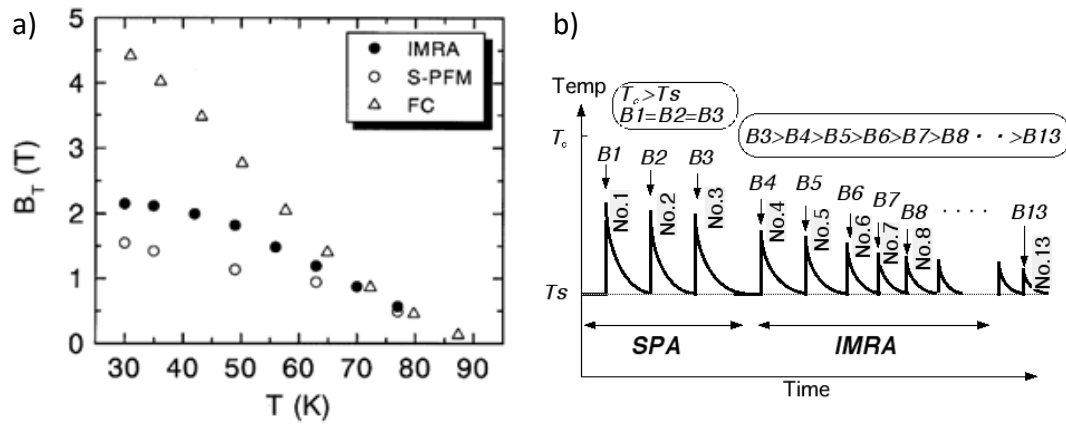 a)
5
4
3
2
1
0
B_T (T)
30 40 50 60 70 80 90
T (K)
IMRA
S-PFM
FC
b)
Temp
T_c
Ts
T_c>Ts
B1=B2=B3
B3>B4>B5>B6>B7>B8 · · >B13
B1
B2
B3
B4
B5
B6
B7
B8
· · · · ·
B13
No.1
No.2
No.3
No.4
No.5
No.6
No.7
No.8
No.13
SPA
IMRA
Time